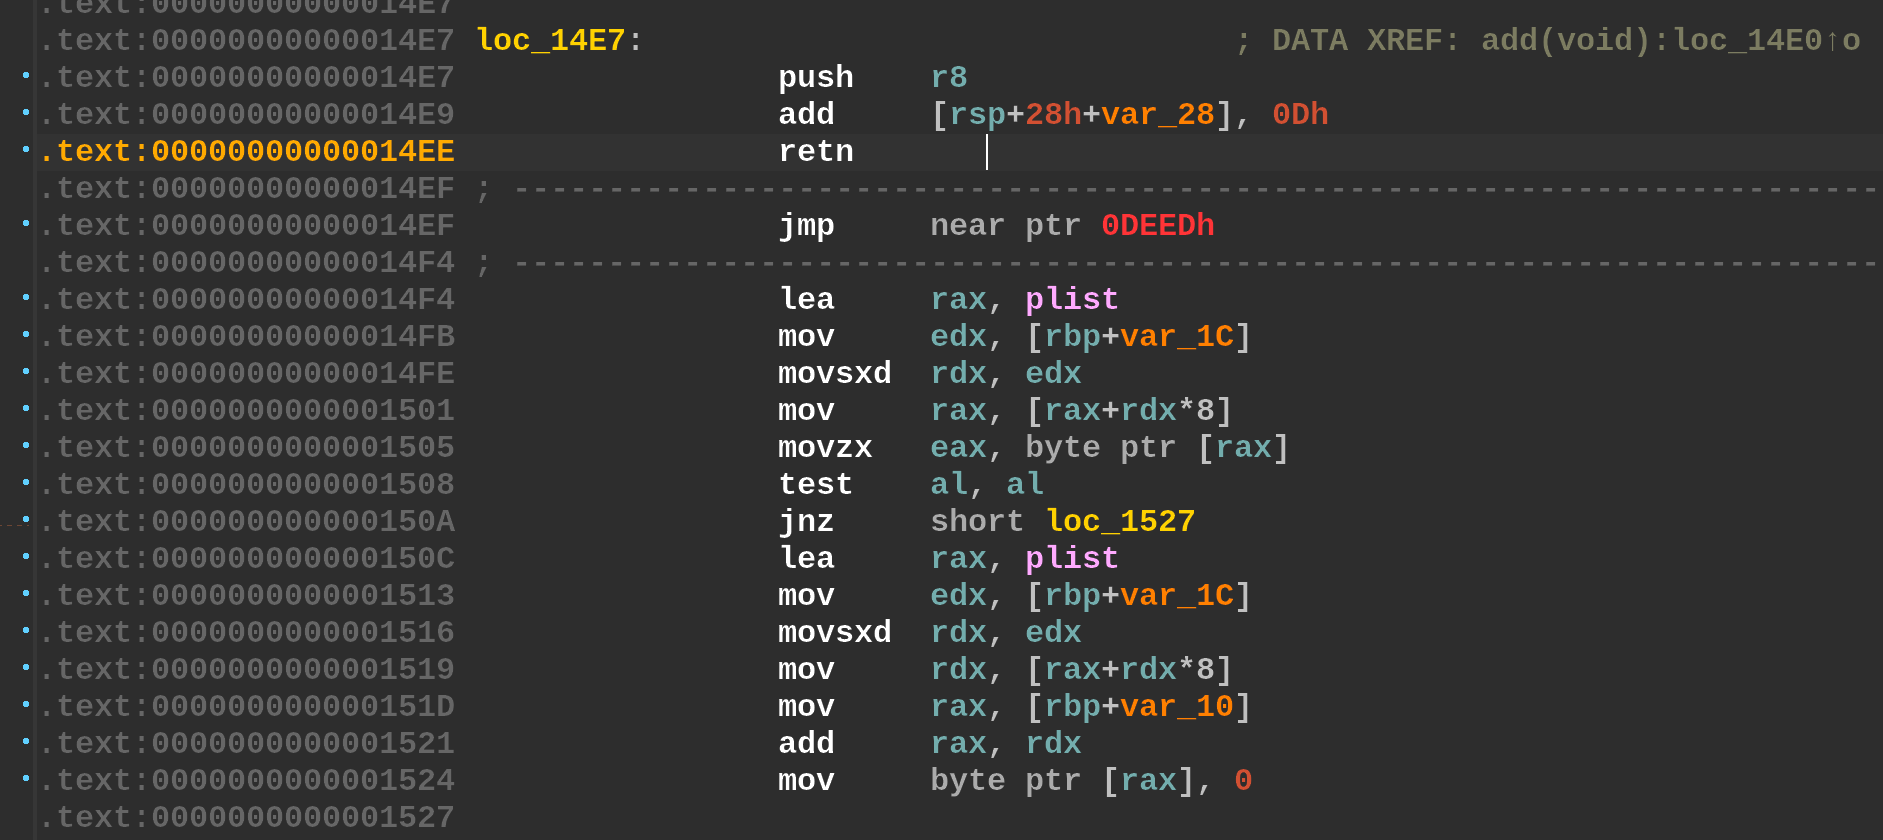 .text:00000000000014E7
.text:00000000000014E7 loc_14E7: ; DATA XREF: add(void):loc_14E0↑o
.text:00000000000014E7 push r8
.text:00000000000014E9 add [rsp+28h+var_28], 0Dh
.text:00000000000014EE retn
.text:00000000000014EF ; ------------------------------------------------------------------------
.text:00000000000014EF jmp near ptr 0DEEDh
.text:00000000000014F4 ; ------------------------------------------------------------------------
.text:00000000000014F4 lea rax, plist
.text:00000000000014FB mov edx, [rbp+var_1C]
.text:00000000000014FE movsxd rdx, edx
.text:0000000000001501 mov rax, [rax+rdx*8]
.text:0000000000001505 movzx eax, byte ptr [rax]
.text:0000000000001508 test al, al
.text:000000000000150A jnz short loc_1527
.text:000000000000150C lea rax, plist
.text:0000000000001513 mov edx, [rbp+var_1C]
.text:0000000000001516 movsxd rdx, edx
.text:0000000000001519 mov rdx, [rax+rdx*8]
.text:000000000000151D mov rax, [rbp+var_10]
.text:0000000000001521 add rax, rdx
.text:0000000000001524 mov byte ptr [rax], 0
.text:0000000000001527